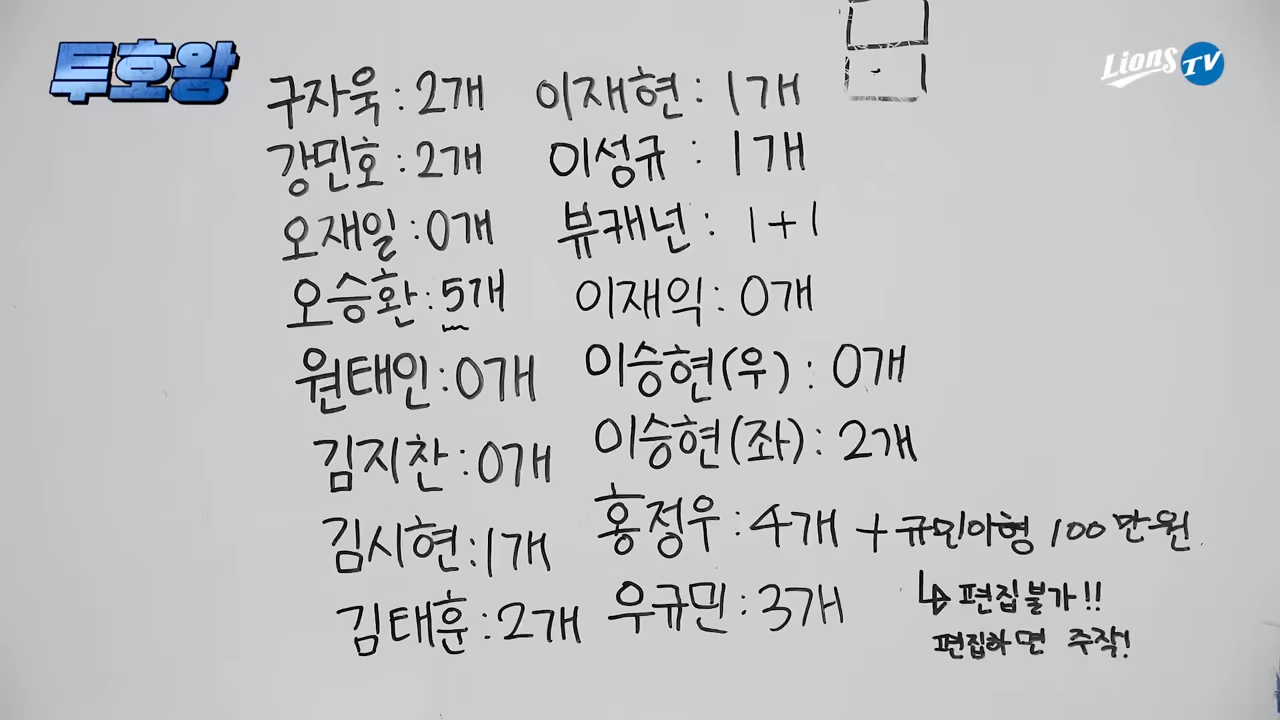 투호왕
Lions TV
구자욱 : 2개 이재현 : 1개
강민호 : 2개 이성규 : 1개
오재일 : 0개 뷰캐넌 : 1+1
오승환 : 5개 이재익 : 0개
원태인 : 0개 이승현(우) : 0개
김지찬 : 0개 이승현(좌) : 2개
김시현 : 1개 홍정우 : 4개 + 규민이형 100만원
↳ 편집불가!!
김태훈 : 2개 우규민 : 3개
편집하면 주작!